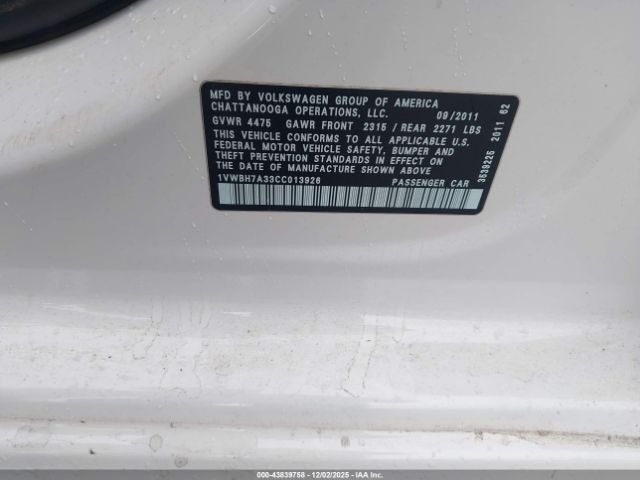 MFD BY VOLKSWAGEN GROUP OF AMERICA
CHATTANOOGA OPERATIONS, LLC. 09/2011
GVWR 4475 GAWR FRONT 2315 / REAR 2271 LBS
THIS VEHICLE CONFORMS TO ALL APPLICABLE U.S.
FEDERAL MOTOR VEHICLE SAFETY, BUMPER AND
THEFT PREVENTION STANDARDS IN EFFECT ON
THE DATE OF MANUFACTURE SHOWN ABOVE
1VWBH7A33CC013926 PASSENGER CAR
3539226 2011 62
000-43839758 - 12/02/2025 - IAAI Inc.